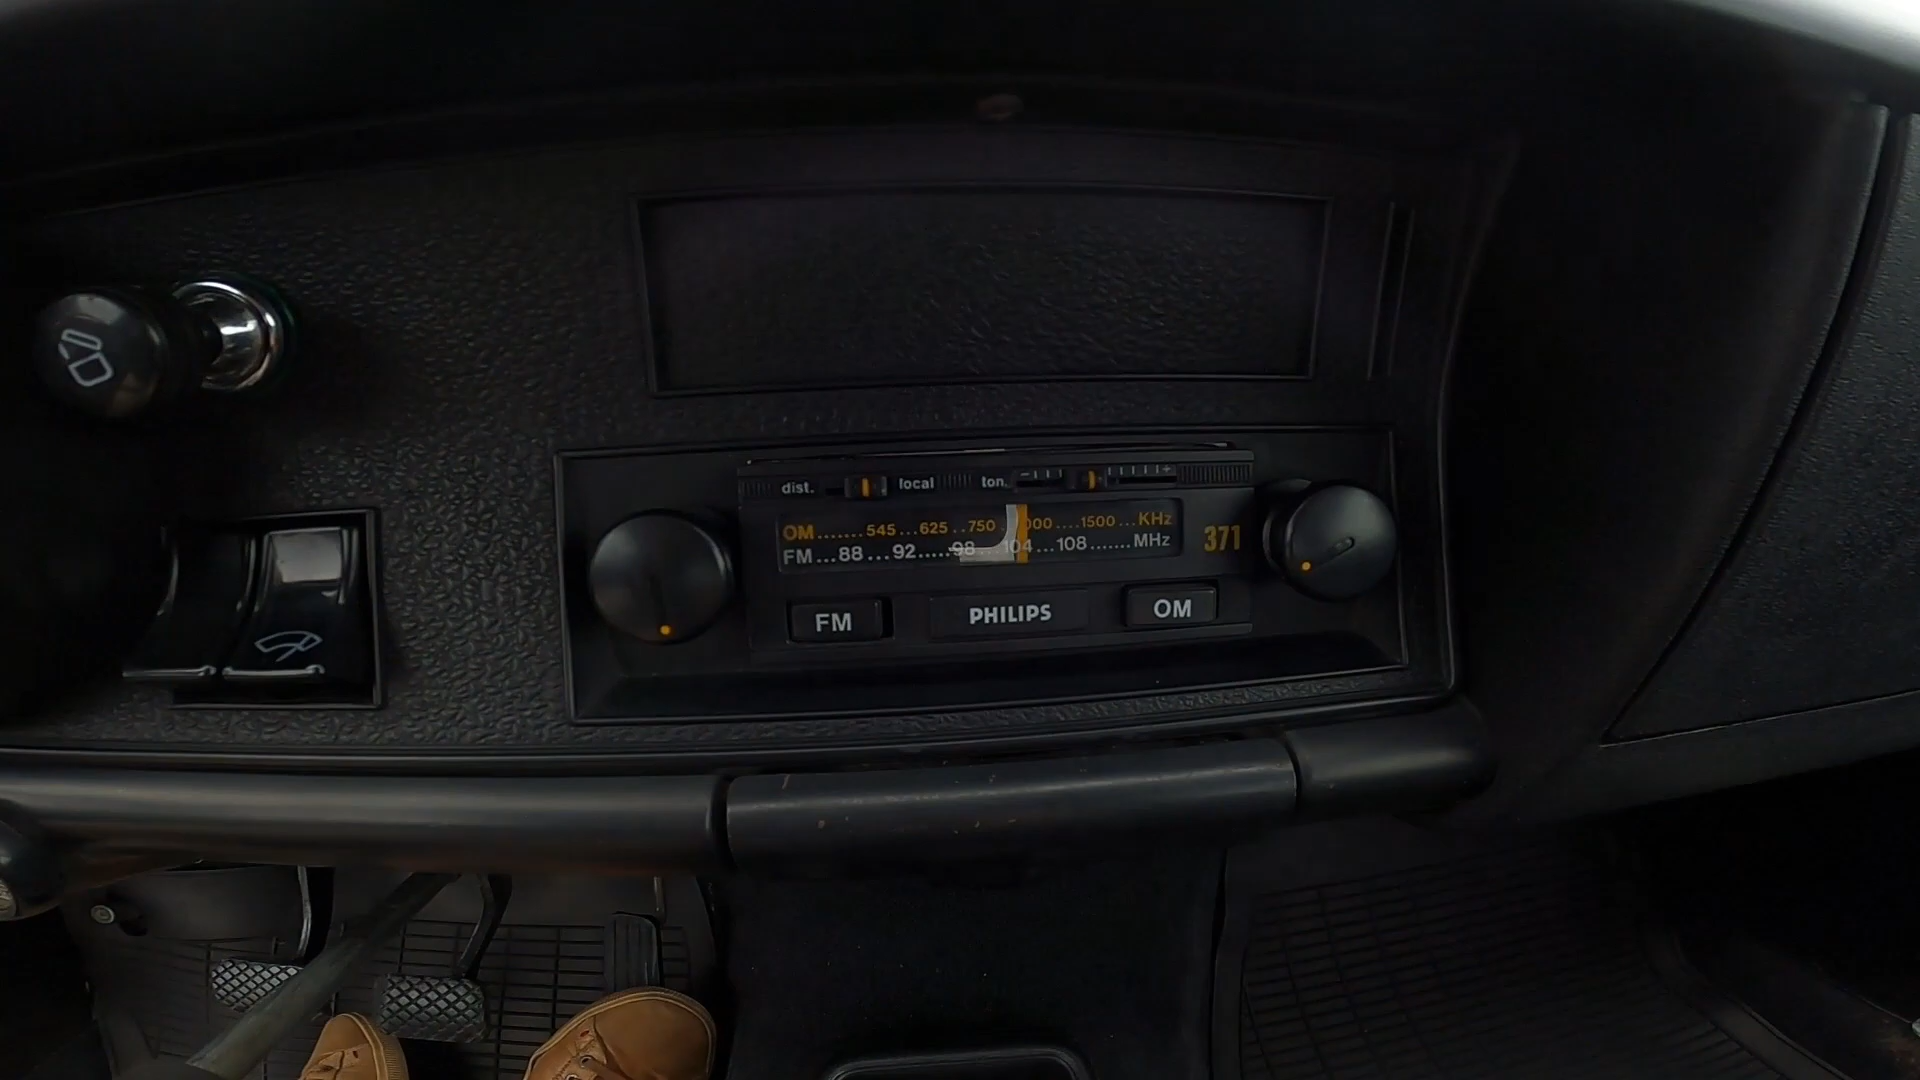 dist. local ton. - +
OM.......545...625..750 000....1500...KHz
FM...88...92.....98...104...108.......MHz
371
FM PHILIPS OM